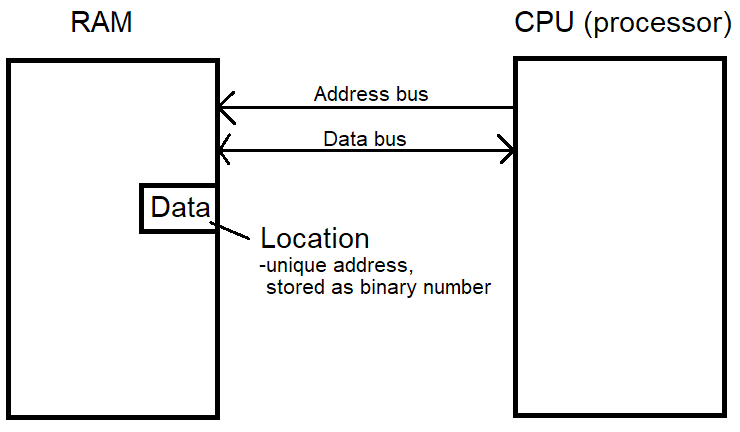 RAM
CPU (processor)
Address bus
Data bus
Data
Location
-unique address,
stored as binary number